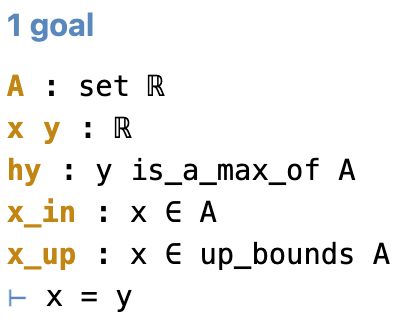 1 goal
A : set ℝ
x y : ℝ
hy : y is_a_max_of A
x_in : x ∈ A
x_up : x ∈ up_bounds A
⊢ x = y